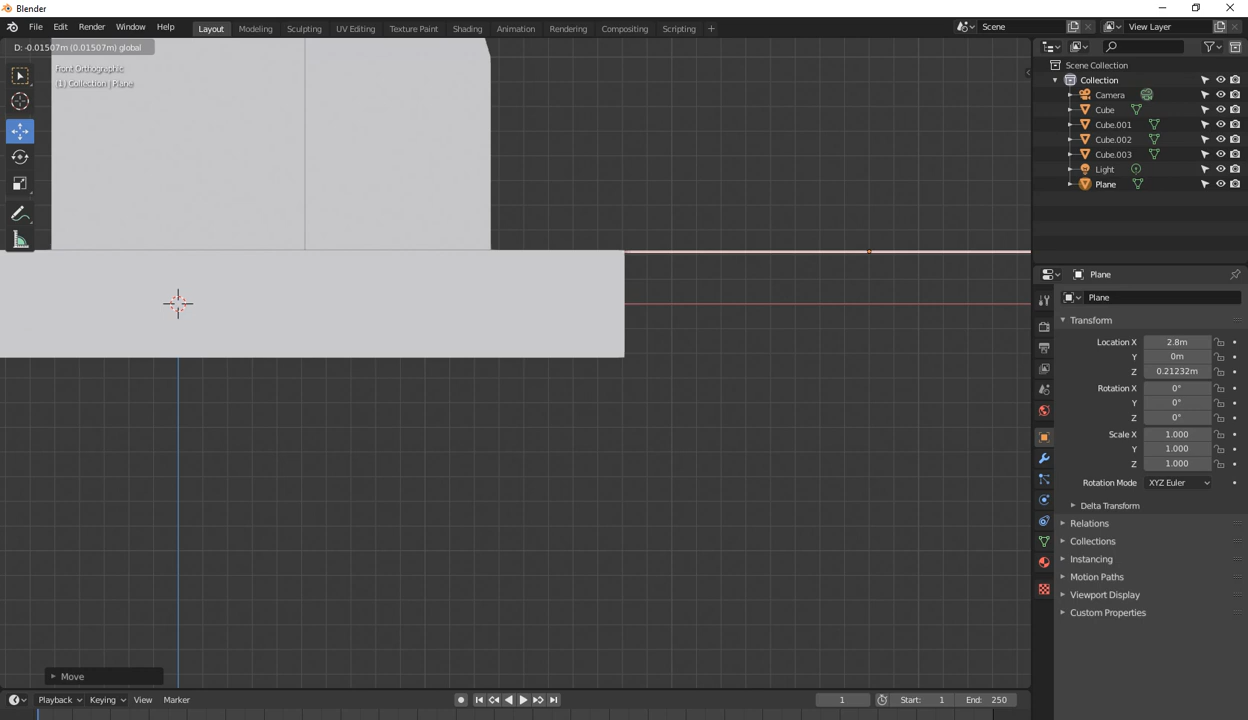 Blender
File Edit Render Window Help Layout Modeling Sculpting UV Editing Texture Paint Shading Animation Rendering Compositing Scripting + Scene View Layer
D: -0.01507m (0.01507m) global
Front Orthographic
(1) Collection | Plane
Scene Collection
Collection
Camera
Cube
Cube.001
Cube.002
Cube.003
Light
Plane
Plane
Plane
Transform
Location X 2.8m
Y 0m
Z 0.21232m
Rotation X 0°
Y 0°
Z 0°
Scale X 1.000
Y 1.000
Z 1.000
Rotation Mode XYZ Euler
Delta Transform
Relations
Collections
Instancing
Motion Paths
Viewport Display
Custom Properties
Move
Playback Keying View Marker 1 Start: 1 End: 250